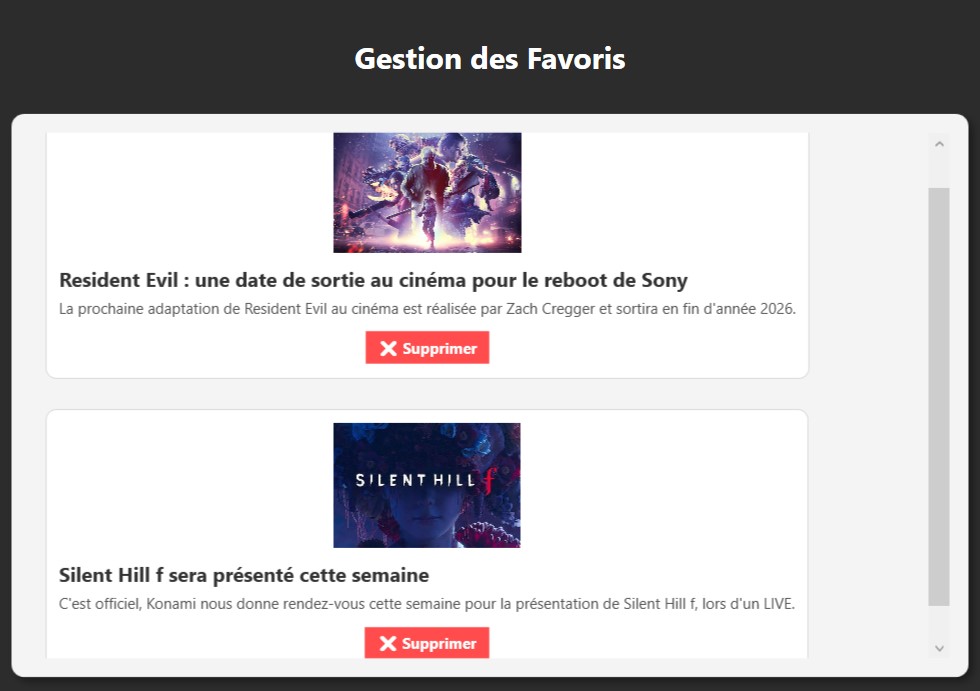 Gestion des Favoris
Resident Evil : une date de sortie au cinéma pour le reboot de Sony
La prochaine adaptation de Resident Evil au cinéma est réalisée par Zach Cregger et sortira en fin d'année 2026.
Supprimer
SILENT HILL f
Silent Hill f sera présenté cette semaine
C'est officiel, Konami nous donne rendez-vous cette semaine pour la présentation de Silent Hill f, lors d'un LIVE.
Supprimer